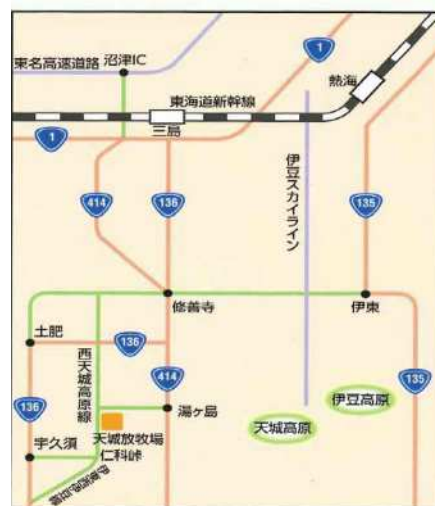 1
東名高速道路
沼津IC
熱海
東海道新幹線
1
三島
伊豆スカイライン
414
136
135
修善寺
伊東
土肥
136
西天城高原線
414
135
伊豆高原
136
湯ヶ島
天城高原
天城放牧場
宇久須
仁科峠